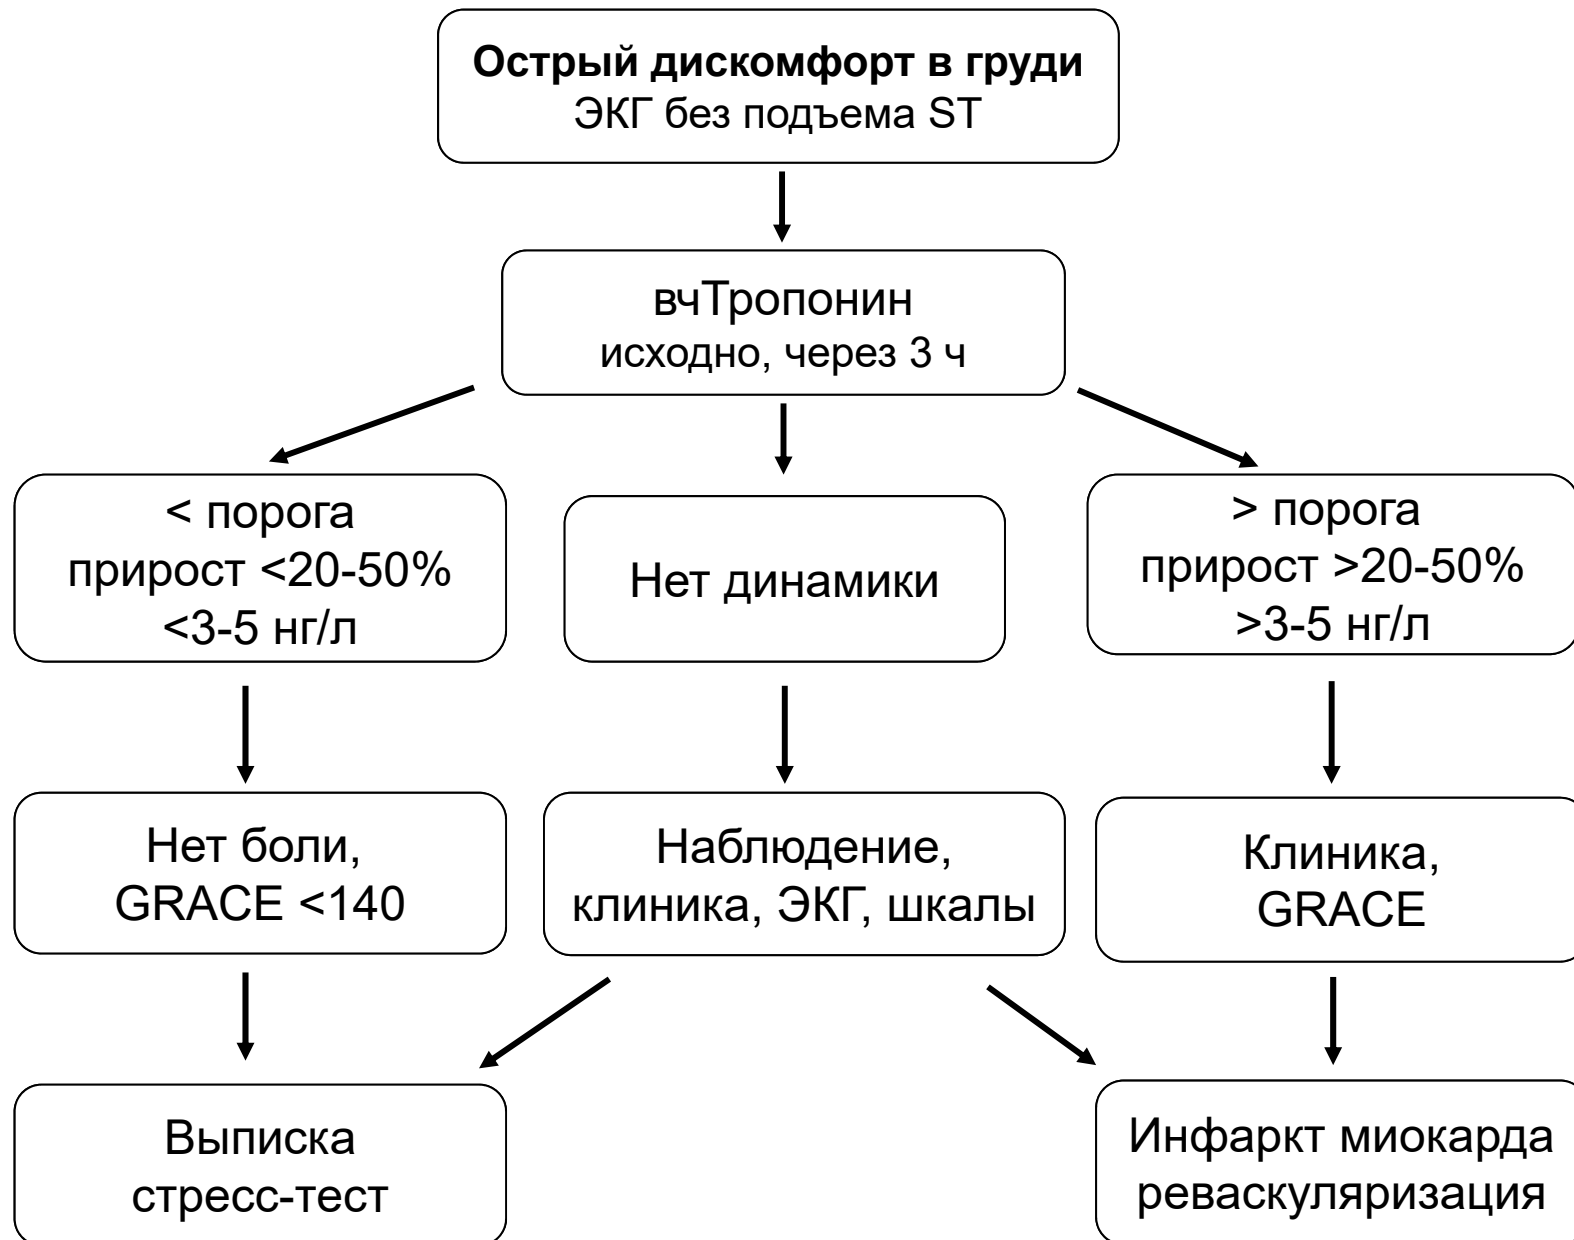 Острый дискомфорт в груди
ЭКГ без подъема ST
вчТропонин
исходно, через 3 ч
< порога
прирост <20-50%
<3-5 нг/л
Нет динамики
> порога
прирост >20-50%
>3-5 нг/л
Нет боли,
GRACE <140
Наблюдение,
клиника, ЭКГ, шкалы
Клиника,
GRACE
Выписка
стресс-тест
Инфаркт миокарда
реваскуляризация